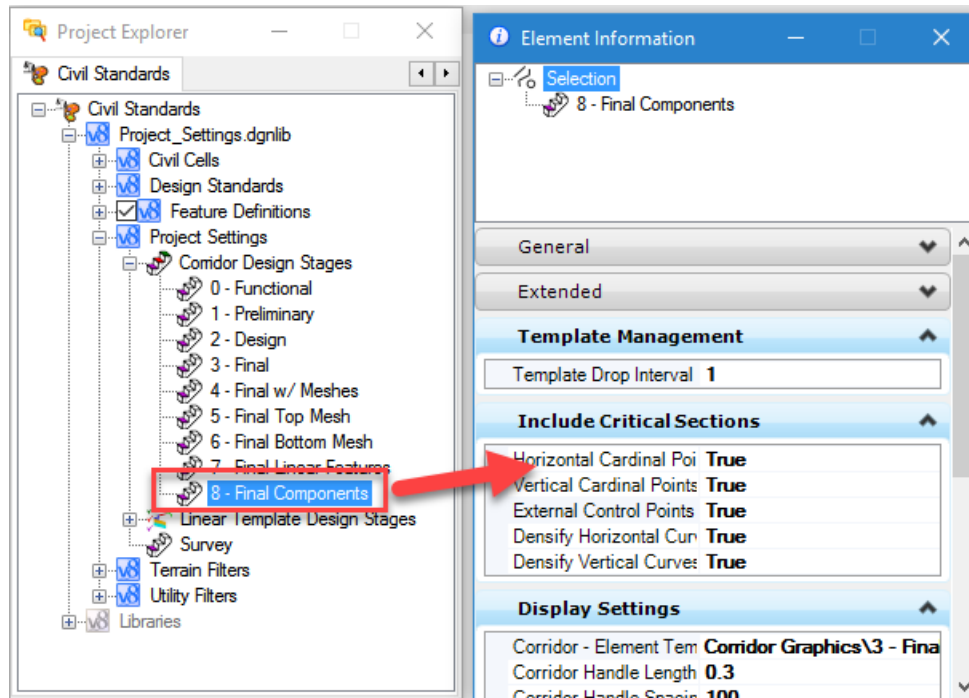 Project Explorer
Civil Standards
Civil Standards
Project_Settings.dgnlib
Civil Cells
Design Standards
Feature Definitions
Project Settings
Corridor Design Stages
0 - Functional
1 - Preliminary
2 - Design
3 - Final
4 - Final w/ Meshes
5 - Final Top Mesh
6 - Final Bottom Mesh
7 - Final Linear Features
8 - Final Components
Linear Template Design Stages
Survey
Terrain Filters
Utility Filters
Libraries
Element Information
Selection
8 - Final Components
General
Extended
Template Management
Template Drop Interval 1
Include Critical Sections
Horizontal Cardinal Poi True
Vertical Cardinal Points True
External Control Points True
Densify Horizontal Curv True
Densify Vertical Curves True
Display Settings
Corridor - Element Tem Corridor Graphics\3 - Fina
Corridor Handle Length 0.3
Corridor Handle Spacin 100